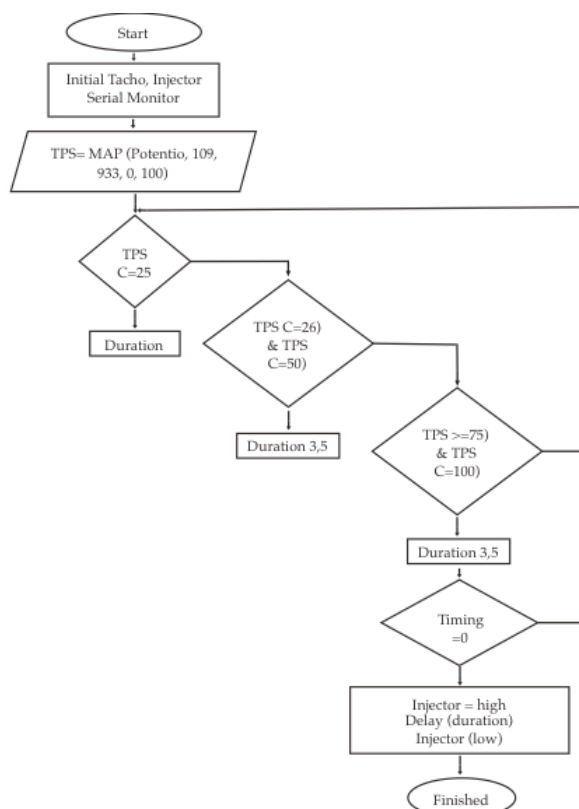 Start
Initial Tacho, Injector
Serial Monitor
TPS= MAP (Potentio, 109,
933, 0, 100)
TPS
C=25
Duration
TPS C=26)
& TPS
C=50)
Duration 3,5
TPS >=75)
& TPS
C=100)
Duration 3,5
Timing
=0
Injector = high
Delay (duration)
Injector (low)
Finished